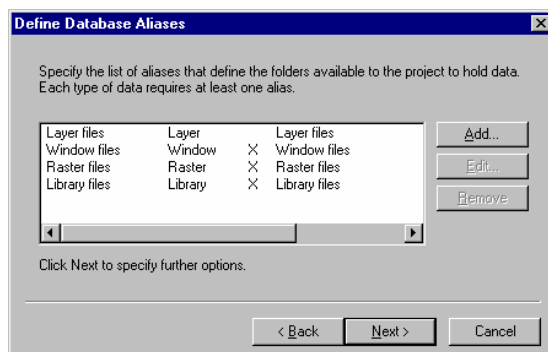 Define Database Aliases
Specify the list of aliases that define the folders available to the project to hold data.
Each type of data requires at least one alias.
Layer files Layer Layer files
Window files Window X Window files
Raster files Raster X Raster files
Library files Library X Library files
Add...
Edit...
Remove
Click Next to specify further options.
< Back Next > Cancel